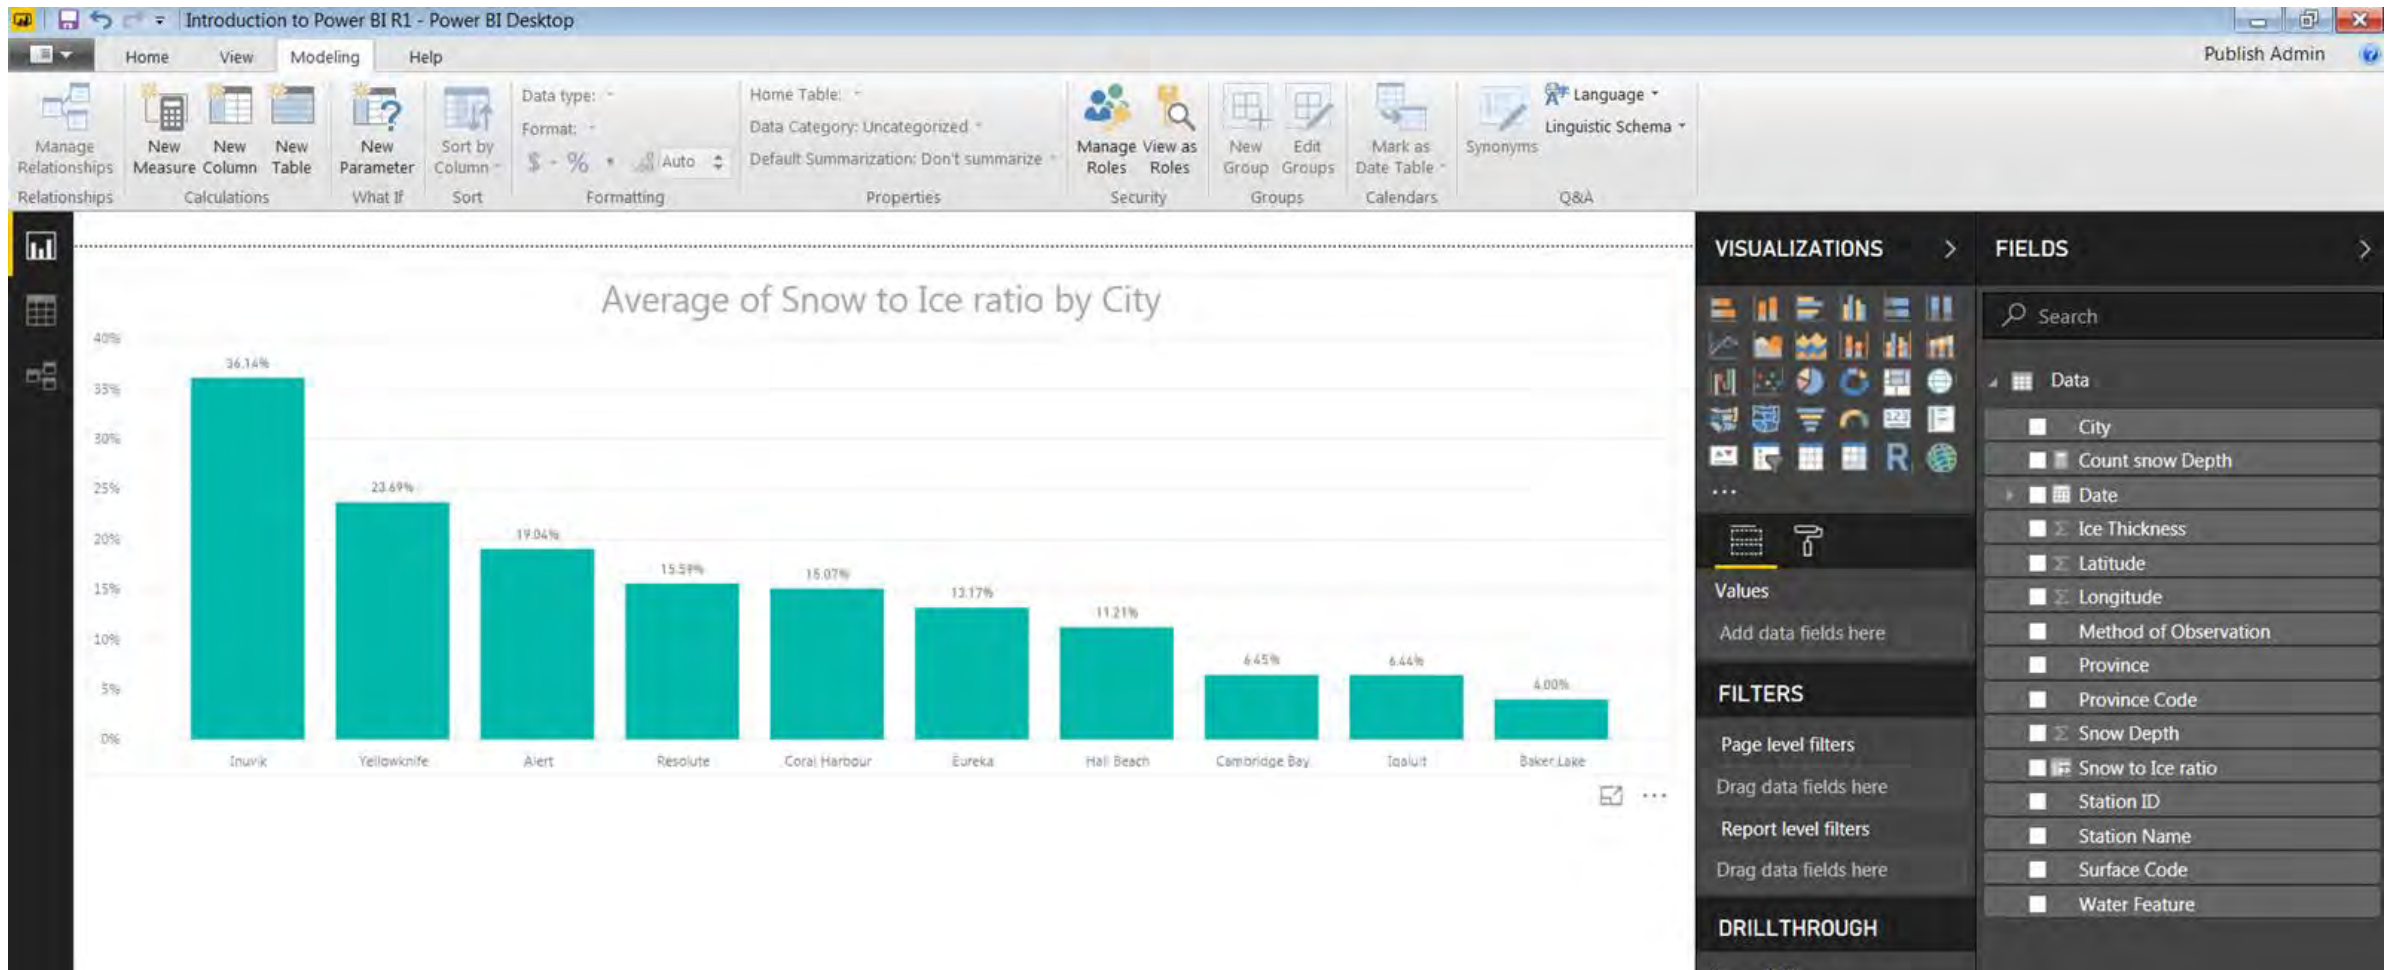 Introduction to Power BI R1 - Power BI Desktop
Home View Modeling Help
Publish Admin
Manage Relationships
Relationships
New Measure
New Column
New Table
Calculations
New Parameter
What If
Sort by Column
Sort
Data type:
Format:
$ % , Auto
Formatting
Home Table:
Data Category: Uncategorized
Default Summarization: Don't summarize
Properties
Manage Roles
View as Roles
Security
New Group
Edit Groups
Groups
Mark as Date Table
Calendars
Synonyms
Language
Linguistic Schema
Q&A
Average of Snow to Ice ratio by City
40%
35%
30%
25%
20%
15%
10%
5%
0%
36.14%
23.69%
19.04%
15.59%
15.07%
13.17%
11.21%
6.45%
6.44%
4.00%
Inuvik
Yellowknife
Alert
Resolute
Coral Harbour
Eureka
Hall Beach
Cambridge Bay
Iqaluit
Baker Lake
VISUALIZATIONS
123
R
Values
Add data fields here
FILTERS
Page level filters
Drag data fields here
Report level filters
Drag data fields here
DRILLTHROUGH
FIELDS
Search
Data
City
Count snow Depth
Date
Ice Thickness
Latitude
Longitude
Method of Observation
Province
Province Code
Snow Depth
Snow to Ice ratio
Station ID
Station Name
Surface Code
Water Feature